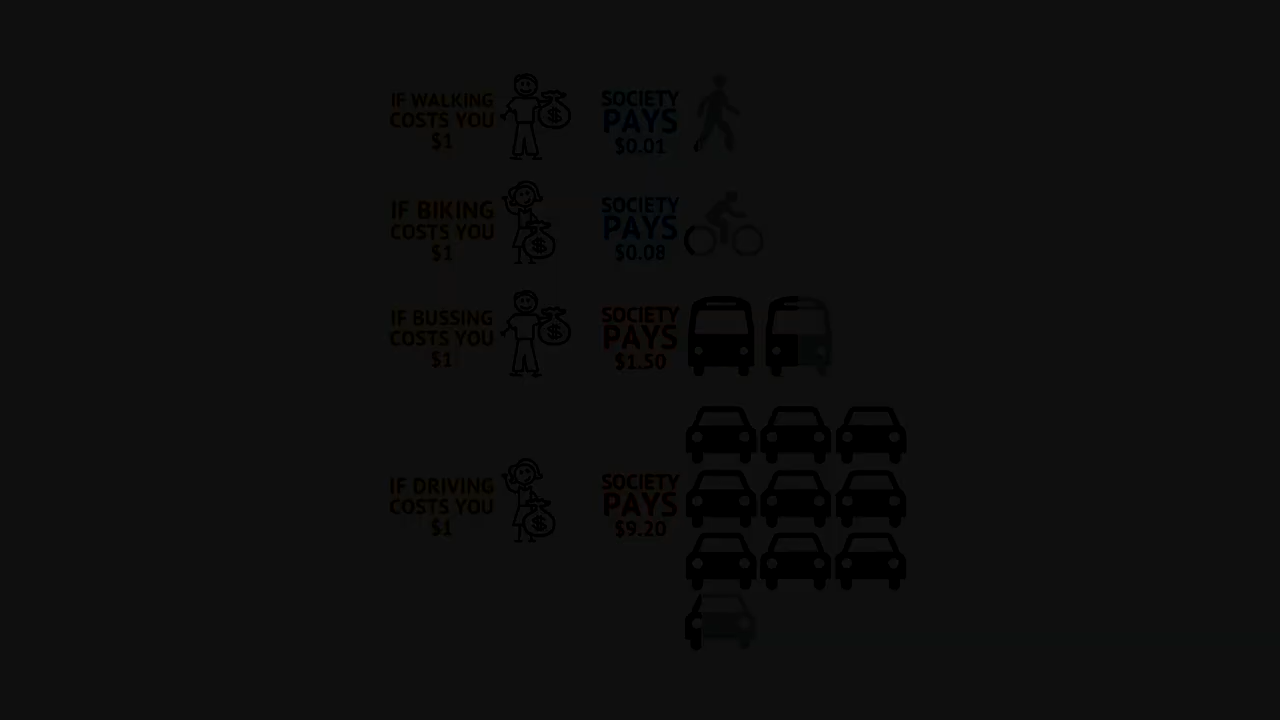 IF WALKING
COSTS YOU
$1
$
SOCIETY
PAYS
$0.01
IF BIKING
COSTS YOU
$1
$
SOCIETY
PAYS
$0.08
IF BUSSING
COSTS YOU
$1
$
SOCIETY
PAYS
$1.50
IF DRIVING
COSTS YOU
$1
$
SOCIETY
PAYS
$9.20